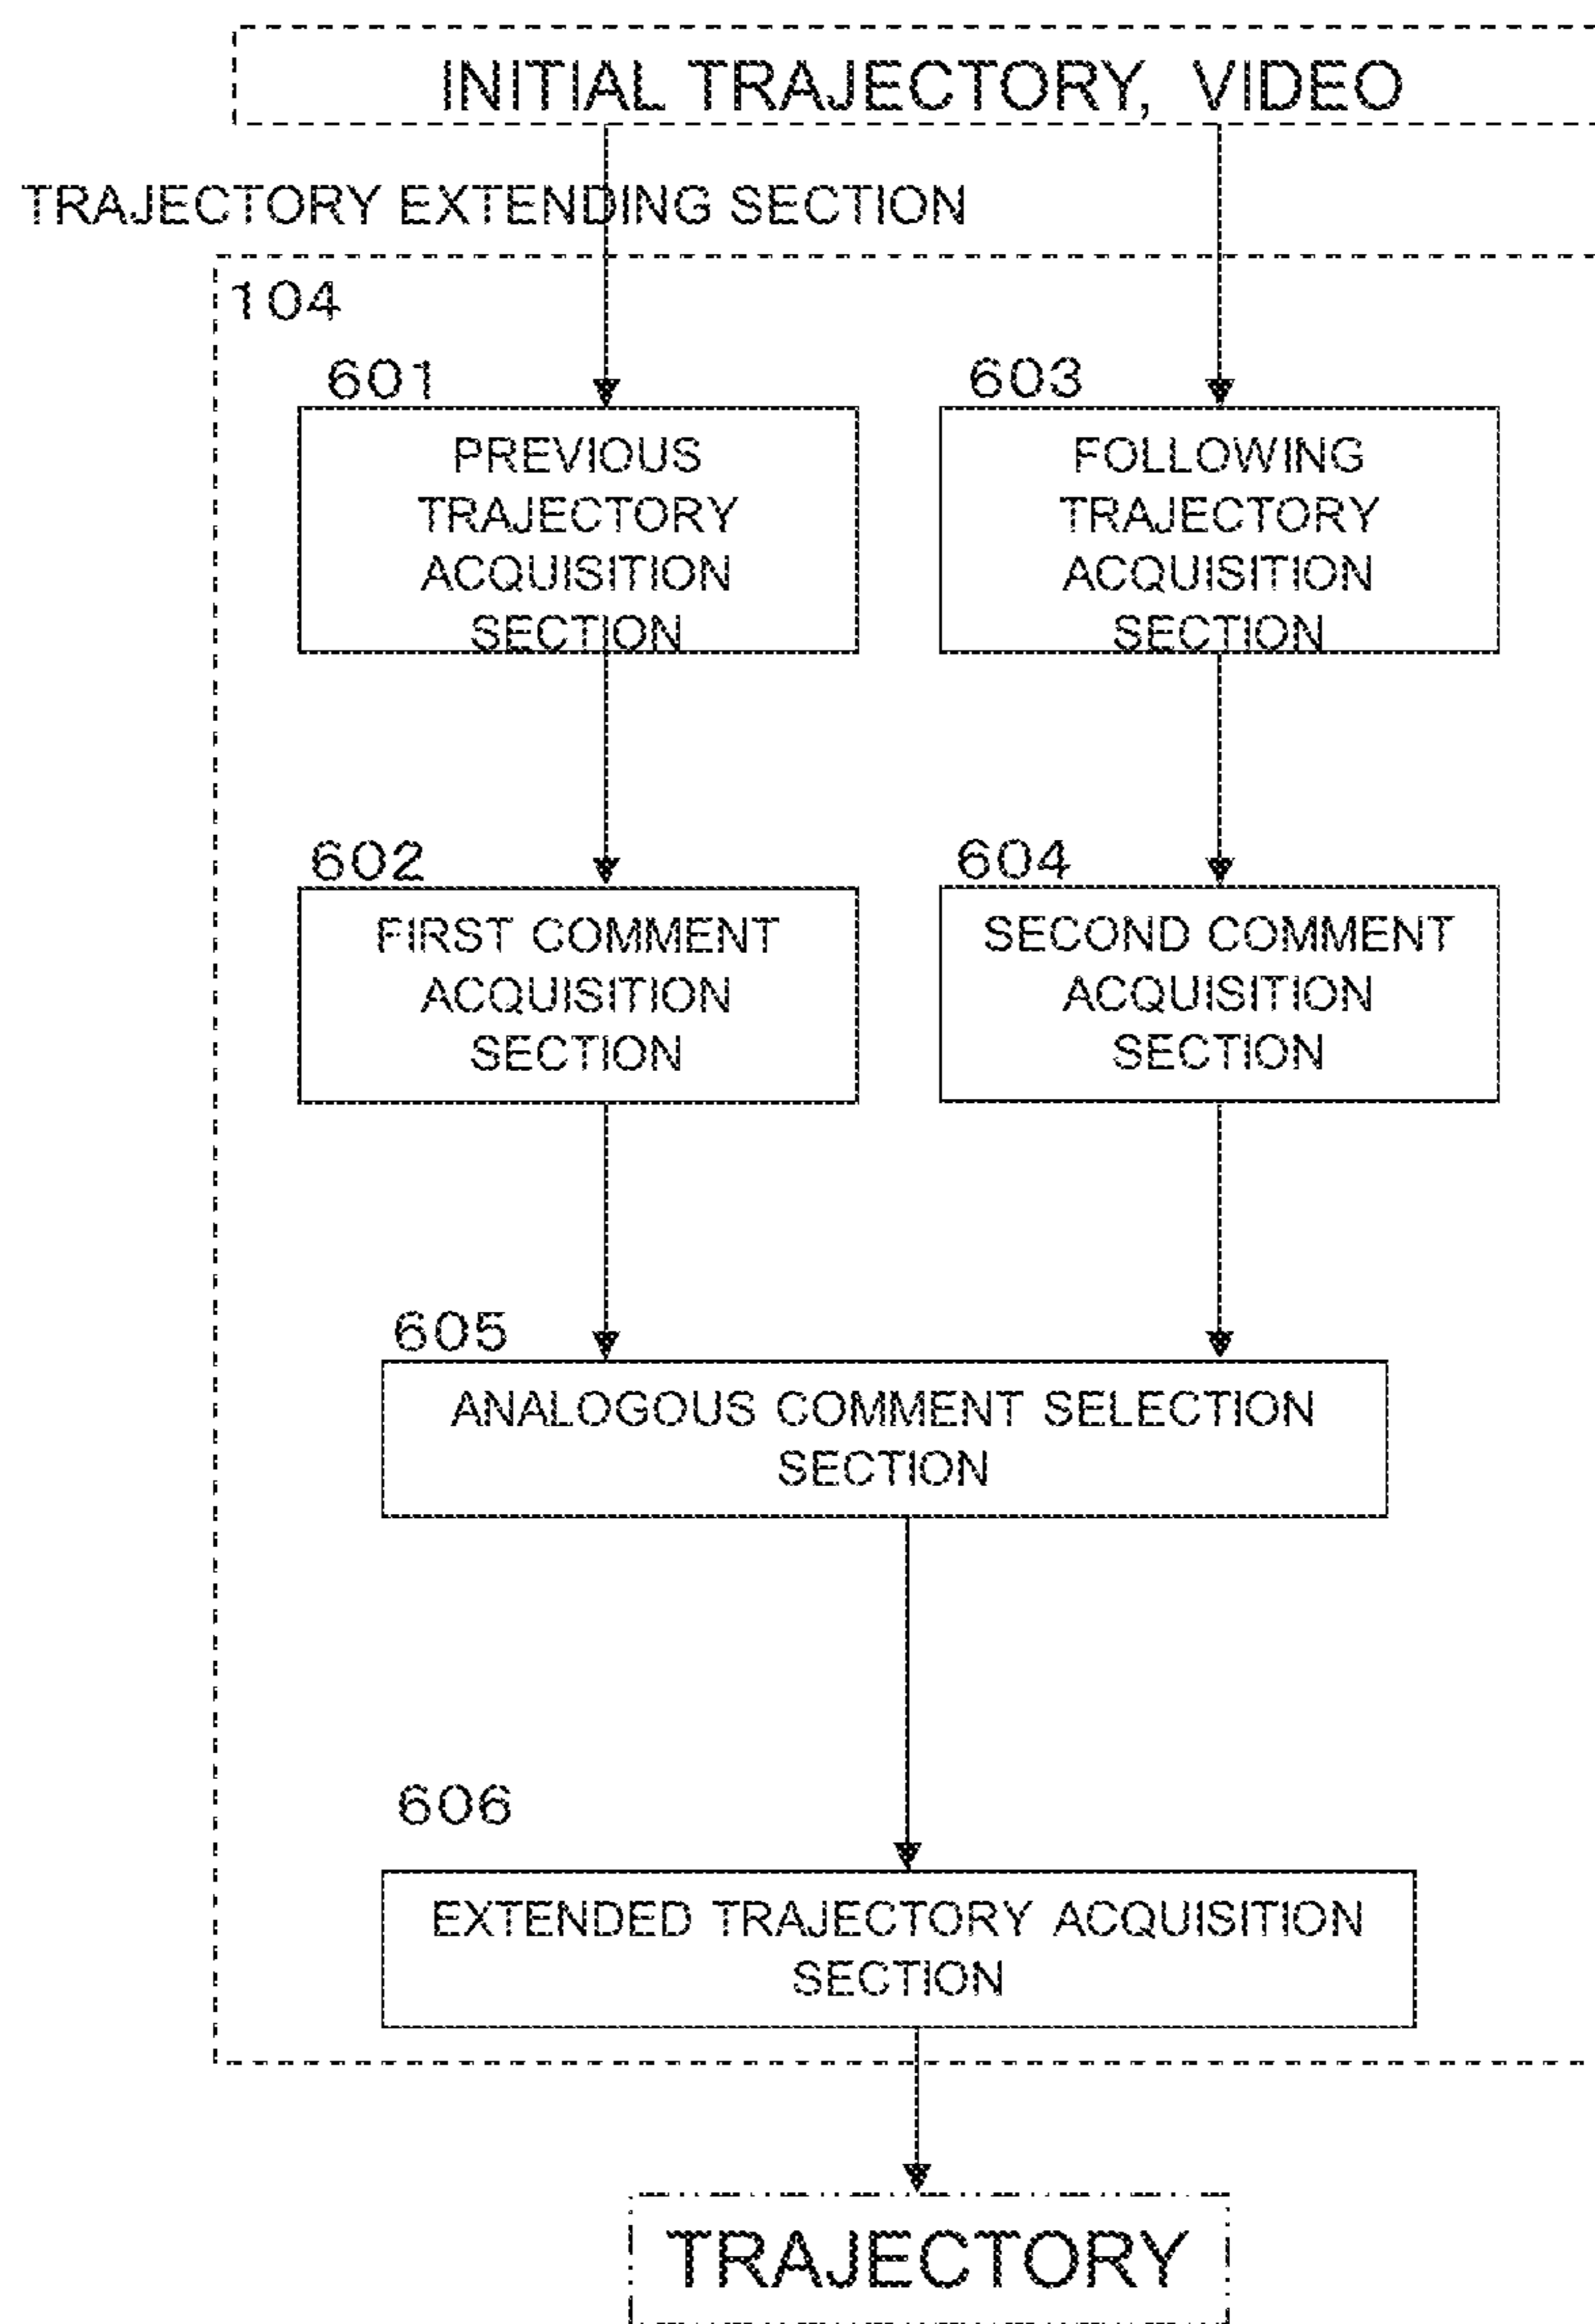 INITIAL TRAJECTORY, VIDEO
TRAJECTORY EXTENDING SECTION
104
601
PREVIOUS
TRAJECTORY
ACQUISITION
SECTION
603
FOLLOWING
TRAJECTORY
ACQUISITION
SECTION
602
FIRST COMMENT
ACQUISITION
SECTION
604
SECOND COMMENT
ACQUISITION
SECTION
605
ANALOGOUS COMMENT SELECTION
SECTION
606
EXTENDED TRAJECTORY ACQUISITION
SECTION
TRAJECTORY